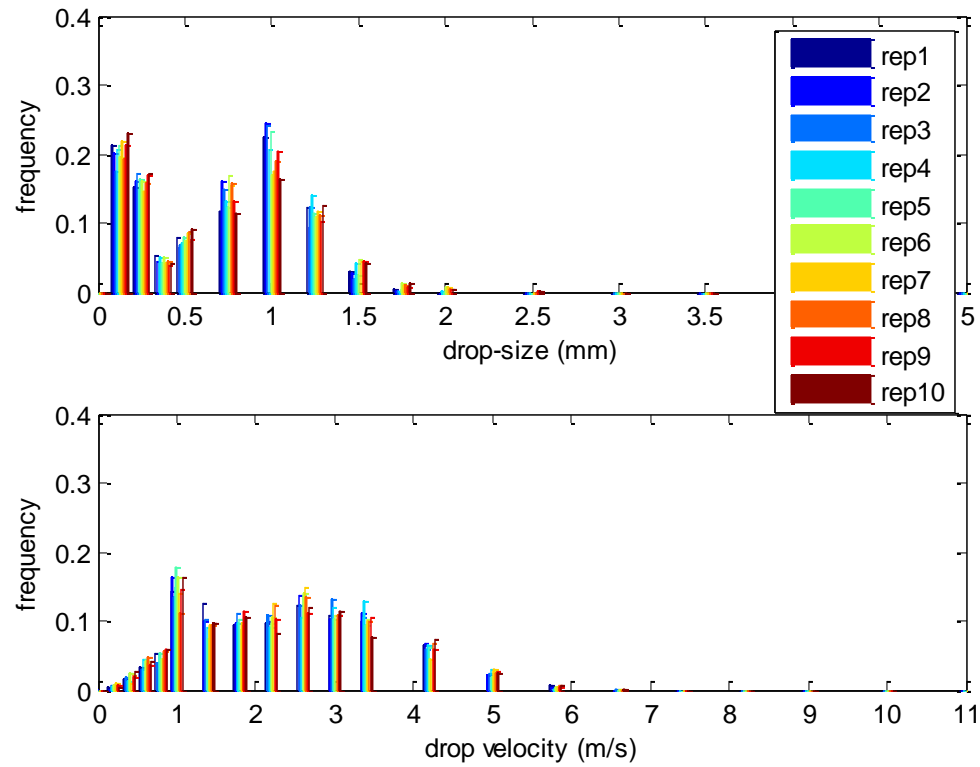 0.4
0.3
0.2
0.1
0
frequency
0 0.5 1 1.5 2 2.5 3 3.5 5
drop-size (mm)
rep1
rep2
rep3
rep4
rep5
rep6
rep7
rep8
rep9
rep10
0.4
0.3
0.2
0.1
0
frequency
0 1 2 3 4 5 6 7 8 9 10 11
drop velocity (m/s)